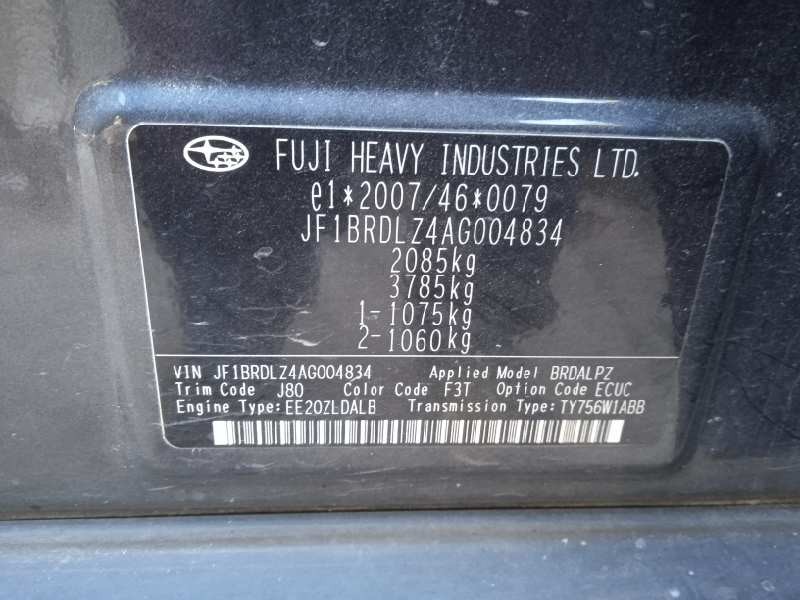 FUJI HEAVY INDUSTRIES LTD.
e1*2007/46*0079
JF1BRDLZ4AG004834
2085kg
3785kg
1-1075kg
2-1060kg
VIN JF1BRDLZ4AG004834 Applied Model BRDALPZ
Trim Code J80 Color Code F3T Option Code ECUC
Engine Type:EE20ZLDALB Transmission Type:TY756W1ABB